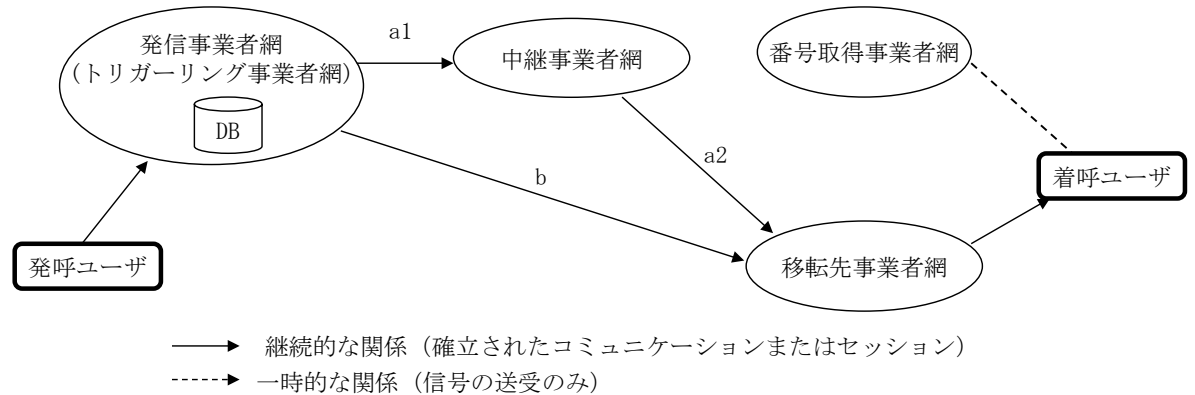 発信事業者網
(トリガーリング事業者網)
DB
a1
中継事業者網
番号取得事業者網
a2
b
着呼ユーザ
発呼ユーザ
移転先事業者網
継続的な関係（確立されたコミュニケーションまたはセッション）
一時的な関係（信号の送受のみ）